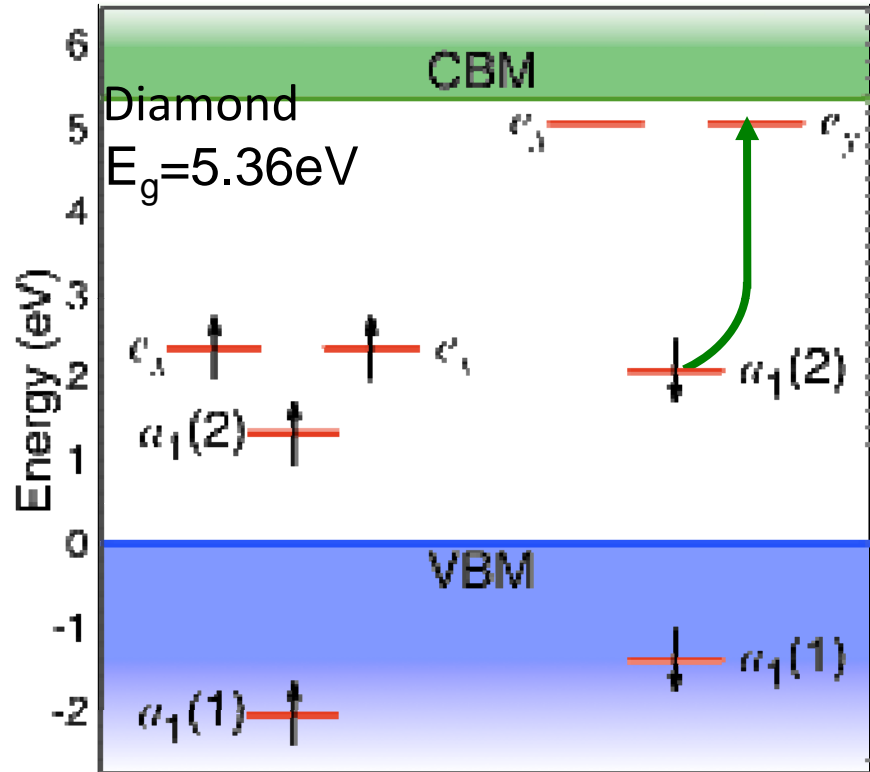 Energy (eV)
6
5
4
3
2
1
0
-1
-2
CBM
Diamond
E_g=5.36eV
a₁(2)
a₁(2)
VBM
a₁(1)
a₁(1)